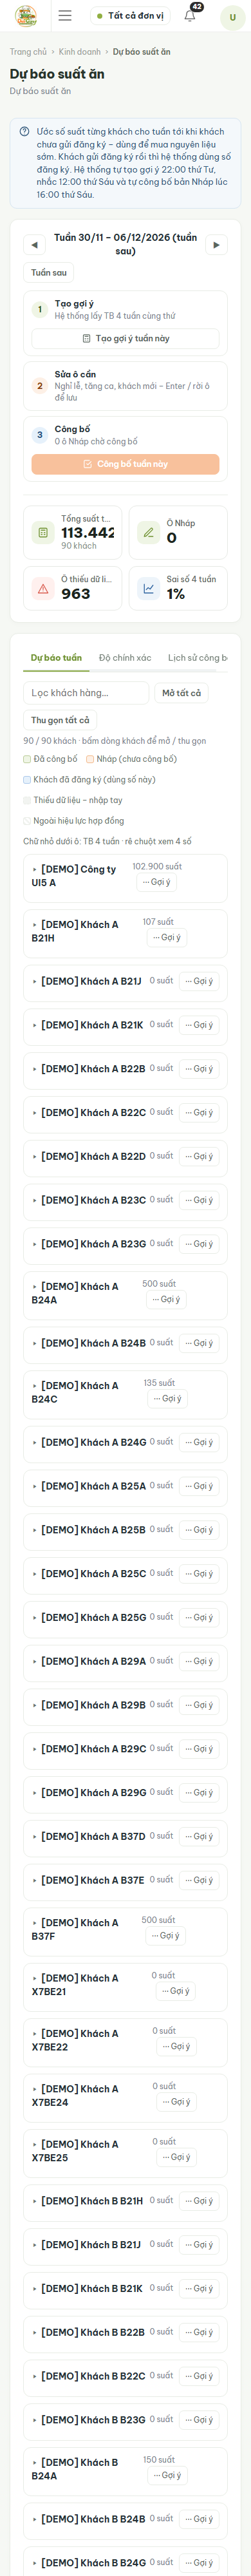 Tất cả đơn vị
42
U
Trang chủ › Kinh doanh › Dự báo suất ăn
Dự báo suất ăn
Dự báo suất ăn
Ước số suất từng khách cho tuần tới khi khách
chưa gửi đăng ký – dùng để mua nguyên liệu
sớm. Khách gửi đăng ký rồi thì hệ thống dùng số
đăng ký. Hệ thống tự tạo gợi ý 22:00 thứ Tư,
nhắc 12:00 thứ Sáu và tự công bố bản Nháp lúc
16:00 thứ Sáu.
◀
Tuần 30/11 – 06/12/2026 (tuần
sau)
▶
Tuần sau
1
Tạo gợi ý
Hệ thống lấy TB 4 tuần cùng thứ
Tạo gợi ý tuần này
2
Sửa ô cần
Nghỉ lễ, tăng ca, khách mới – Enter / rời ô
để lưu
3
Công bố
0 ô Nháp chờ công bố
Công bố tuần này
Tổng suất t...
113.442
90 khách
Ô Nháp
0
Ô thiếu dữ li...
963
Sai số 4 tuần
1%
Dự báo tuần
Độ chính xác
Lịch sử công b
Lọc khách hàng...
Mở tất cả
Thu gọn tất cả
90 / 90 khách · bấm dòng khách để mở / thu gọn
Đã công bố
Nháp (chưa công bố)
Khách đã đăng ký (dùng số này)
Thiếu dữ liệu – nhập tay
Ngoài hiệu lực hợp đồng
Chữ nhỏ dưới ô: TB 4 tuần · rê chuột xem 4 số
▸ [DEMO] Công ty
UI5 A
102.900 suất
··· Gợi ý
▸ [DEMO] Khách A
B21H
107 suất
··· Gợi ý
▸ [DEMO] Khách A B21J 0 suất ··· Gợi ý
▸ [DEMO] Khách A B21K 0 suất ··· Gợi ý
▸ [DEMO] Khách A B22B 0 suất ··· Gợi ý
▸ [DEMO] Khách A B22C 0 suất ··· Gợi ý
▸ [DEMO] Khách A B22D 0 suất ··· Gợi ý
▸ [DEMO] Khách A B23C 0 suất ··· Gợi ý
▸ [DEMO] Khách A B23G 0 suất ··· Gợi ý
▸ [DEMO] Khách A
B24A
500 suất
··· Gợi ý
▸ [DEMO] Khách A B24B 0 suất ··· Gợi ý
▸ [DEMO] Khách A
B24C
135 suất
··· Gợi ý
▸ [DEMO] Khách A B24G 0 suất ··· Gợi ý
▸ [DEMO] Khách A B25A 0 suất ··· Gợi ý
▸ [DEMO] Khách A B25B 0 suất ··· Gợi ý
▸ [DEMO] Khách A B25C 0 suất ··· Gợi ý
▸ [DEMO] Khách A B25G 0 suất ··· Gợi ý
▸ [DEMO] Khách A B29A 0 suất ··· Gợi ý
▸ [DEMO] Khách A B29B 0 suất ··· Gợi ý
▸ [DEMO] Khách A B29C 0 suất ··· Gợi ý
▸ [DEMO] Khách A B29G 0 suất ··· Gợi ý
▸ [DEMO] Khách A B37D 0 suất ··· Gợi ý
▸ [DEMO] Khách A B37E 0 suất ··· Gợi ý
▸ [DEMO] Khách A
B37F
500 suất
··· Gợi ý
▸ [DEMO] Khách A
X7BE21
0 suất
··· Gợi ý
▸ [DEMO] Khách A
X7BE22
0 suất
··· Gợi ý
▸ [DEMO] Khách A
X7BE24
0 suất
··· Gợi ý
▸ [DEMO] Khách A
X7BE25
0 suất
··· Gợi ý
▸ [DEMO] Khách B B21H 0 suất ··· Gợi ý
▸ [DEMO] Khách B B21J 0 suất ··· Gợi ý
▸ [DEMO] Khách B B21K 0 suất ··· Gợi ý
▸ [DEMO] Khách B B22B 0 suất ··· Gợi ý
▸ [DEMO] Khách B B22C 0 suất ··· Gợi ý
▸ [DEMO] Khách B B23G 0 suất ··· Gợi ý
▸ [DEMO] Khách B
B24A
150 suất
··· Gợi ý
▸ [DEMO] Khách B B24B 0 suất ··· Gợi ý
▸ [DEMO] Khách B B24G 0 suất ··· Gợi ý